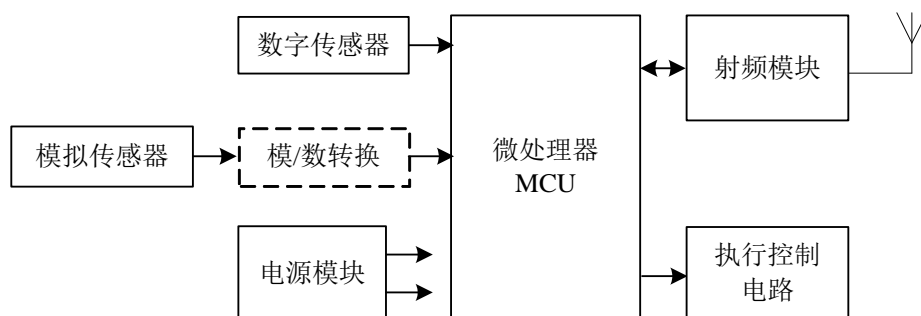 数字传感器
射频模块
模拟传感器
模/数转换
微处理器
MCU
电源模块
执行控制
电路